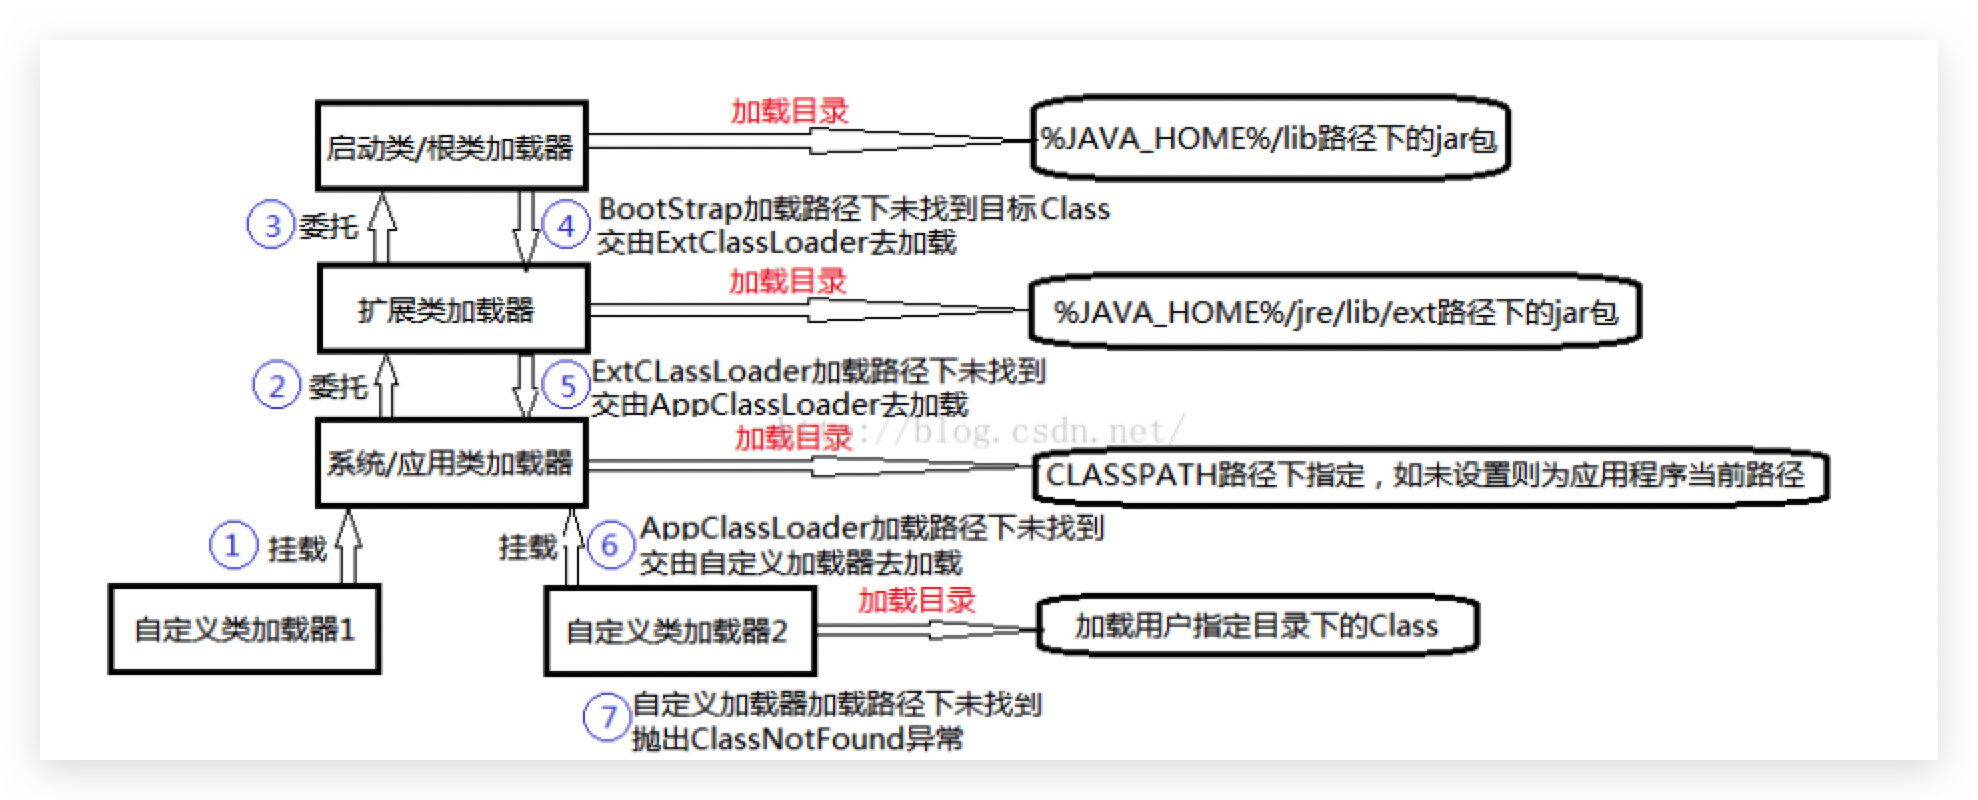 加载目录
启动类/根类加载器
%JAVA_HOME%/lib路径下的jar包
③ 委托
④ BootStrap加载路径下未找到目标Class
交由ExtClassLoader去加载
加载目录
扩展类加载器
%JAVA_HOME%/jre/lib/ext路径下的jar包
② 委托
⑤ ExtCLassLoader加载路径下未找到
交由AppClassLoader去加载
http://blog.csdn.net/
加载目录
系统/应用类加载器
CLASSPATH路径下指定，如未设置则为应用程序当前路径
① 挂载
挂载
⑥ AppClassLoader加载路径下未找到
交由自定义加载器去加载
加载目录
自定义类加载器1
自定义类加载器2
加载用户指定目录下的Class
⑦ 自定义加载器加载路径下未找到
抛出ClassNotFound异常